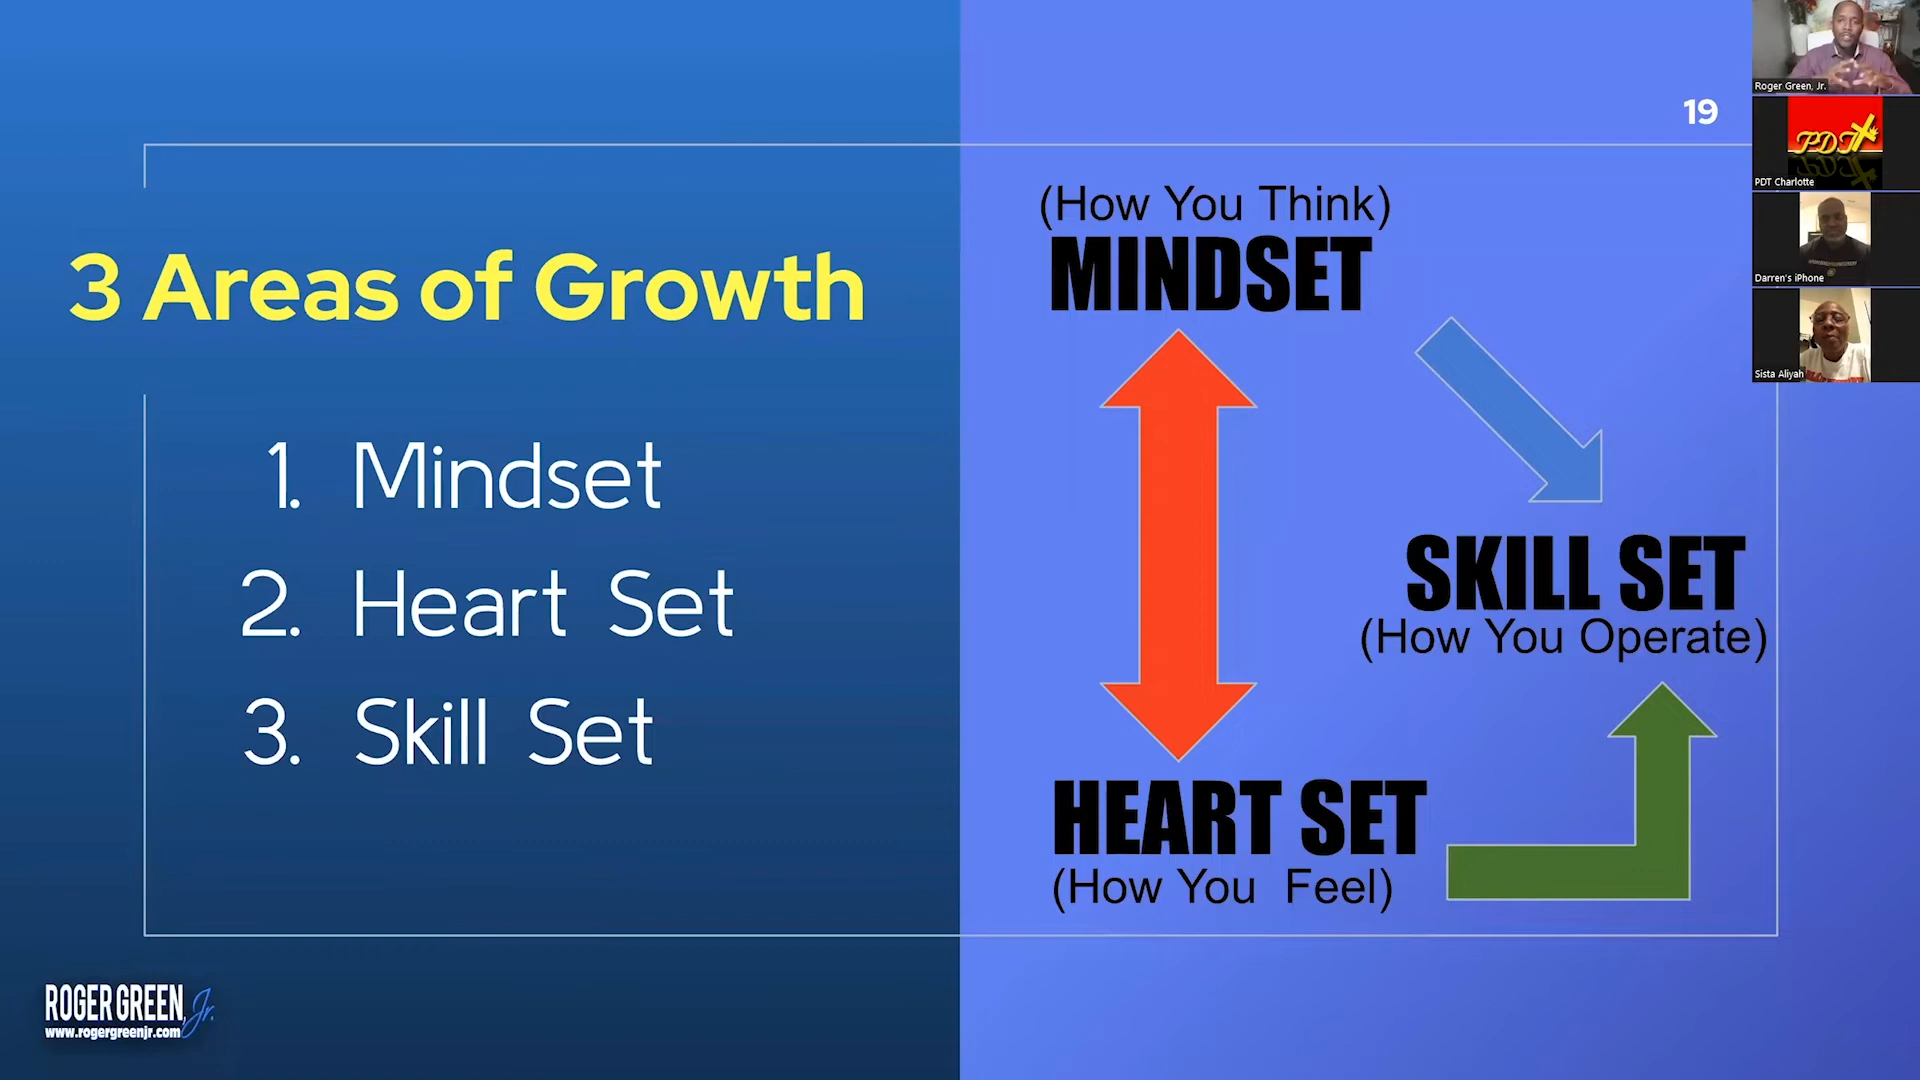 19
3 Areas of Growth
1. Mindset
2. Heart Set
3. Skill Set
(How You Think)
MINDSET
SKILL SET
(How You Operate)
HEART SET
(How You Feel)
ROGER GREEN, Jr.
www.rogergreenjr.com
Roger Green, Jr.
PDT
PDT Charlotte
Darren's iPhone
Sista Aliyah